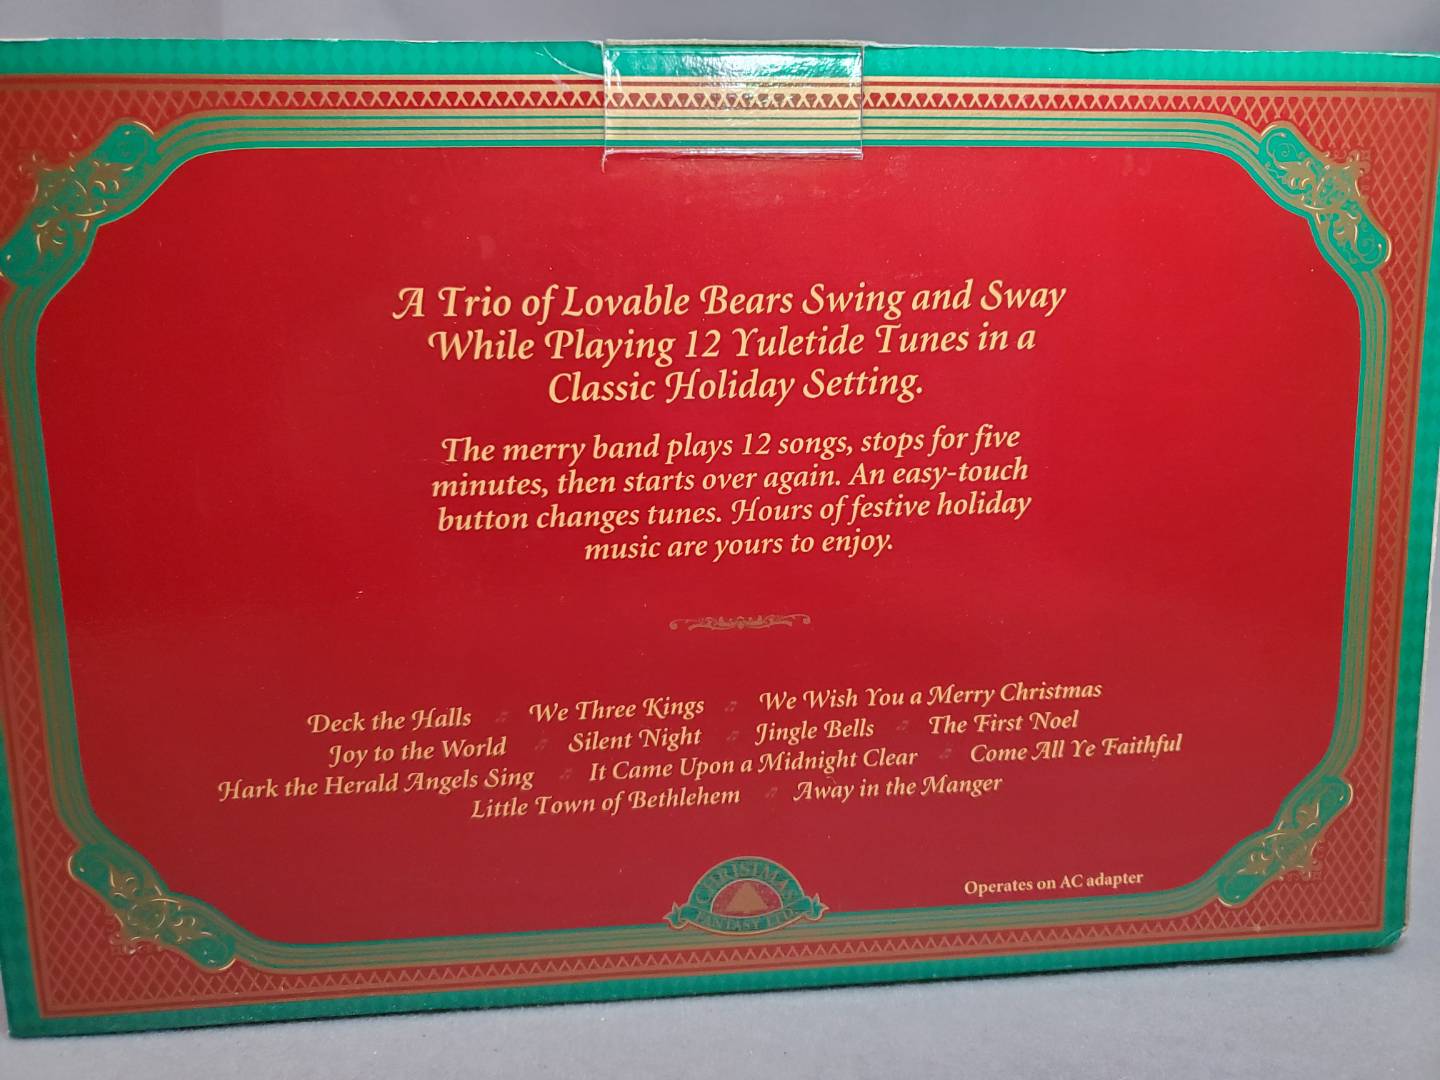 A Trio of Lovable Bears Swing and Sway
While Playing 12 Yuletide Tunes in a
Classic Holiday Setting.
The merry band plays 12 songs, stops for five
minutes, then starts over again. An easy-touch
button changes tunes. Hours of festive holiday
music are yours to enjoy.
Deck the Halls We Three Kings We Wish You a Merry Christmas
Joy to the World Silent Night Jingle Bells The First Noel
Hark the Herald Angels Sing It Came Upon a Midnight Clear Come All Ye Faithful
Little Town of Bethlehem Away in the Manger
CHRISTMAS
FANTASY LTD.
Operates on AC adapter